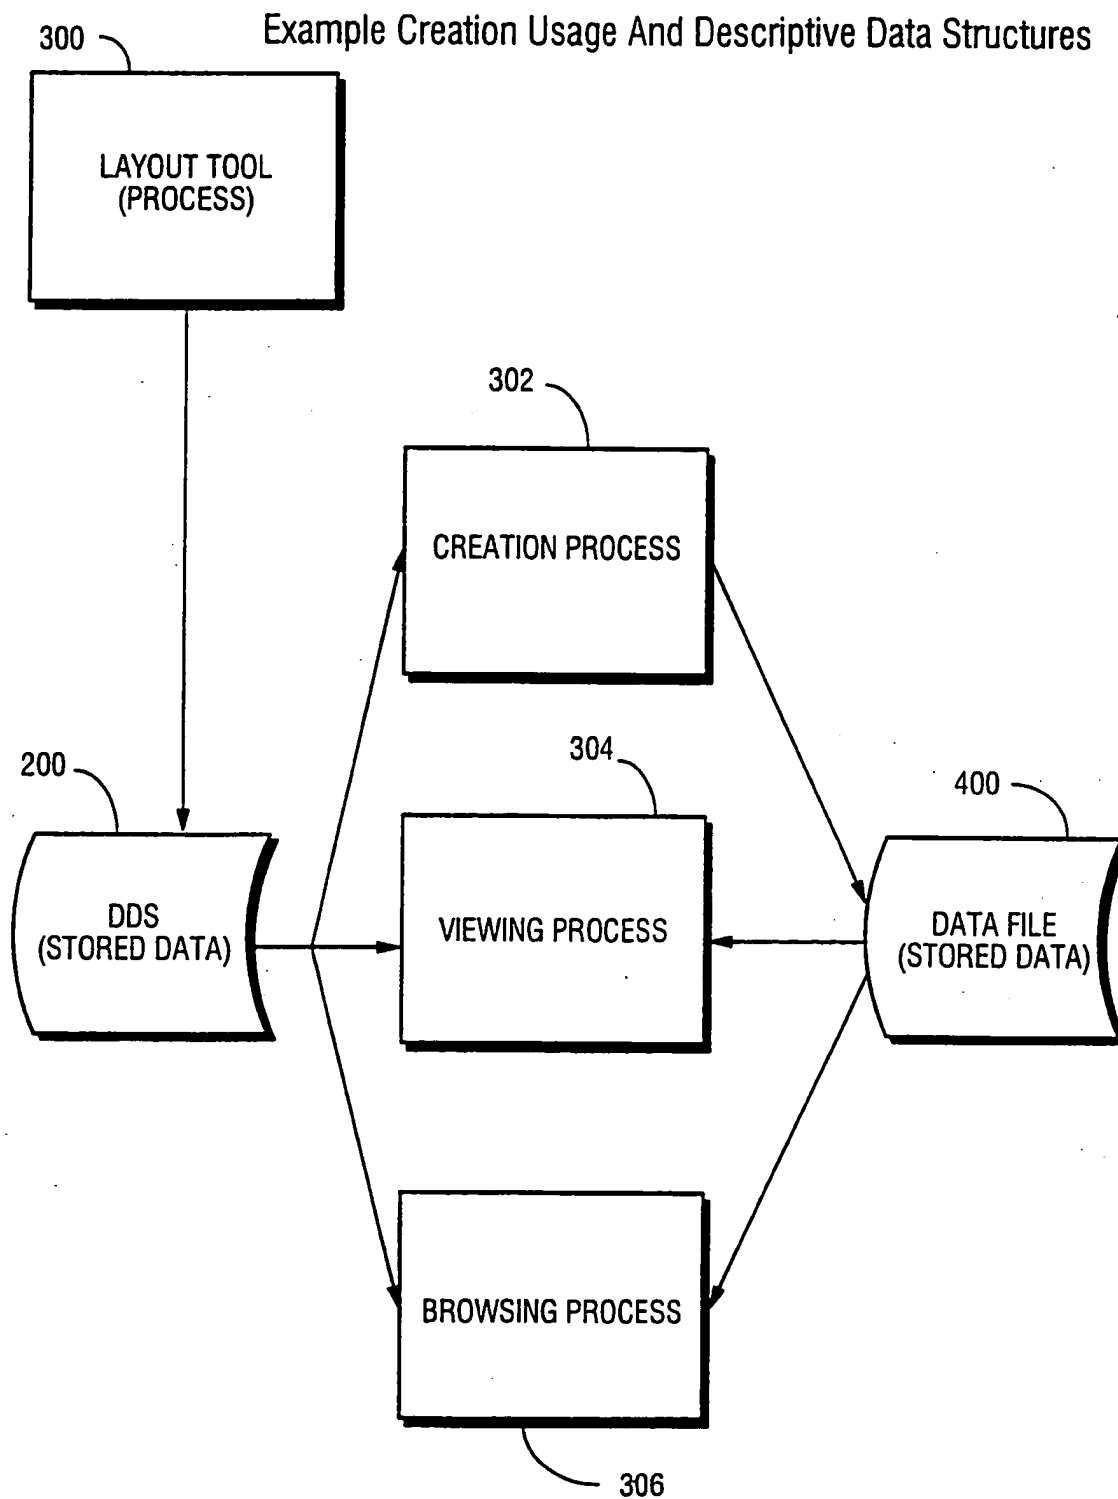 Example Creation Usage And Descriptive Data Structures
300
LAYOUT TOOL
(PROCESS)
302
CREATION PROCESS
200
DDS
(STORED DATA)
304
VIEWING PROCESS
400
DATA FILE
(STORED DATA)
BROWSING PROCESS
306